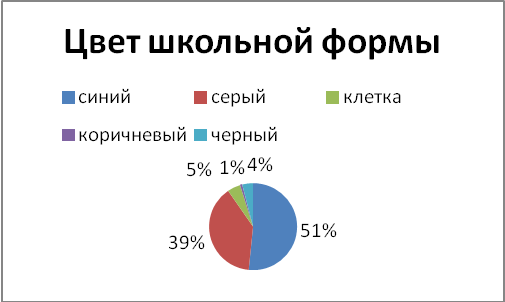 Цвет школьной формы
синий серый клетка
коричневый черный
5% 1% 4%
51%
39%